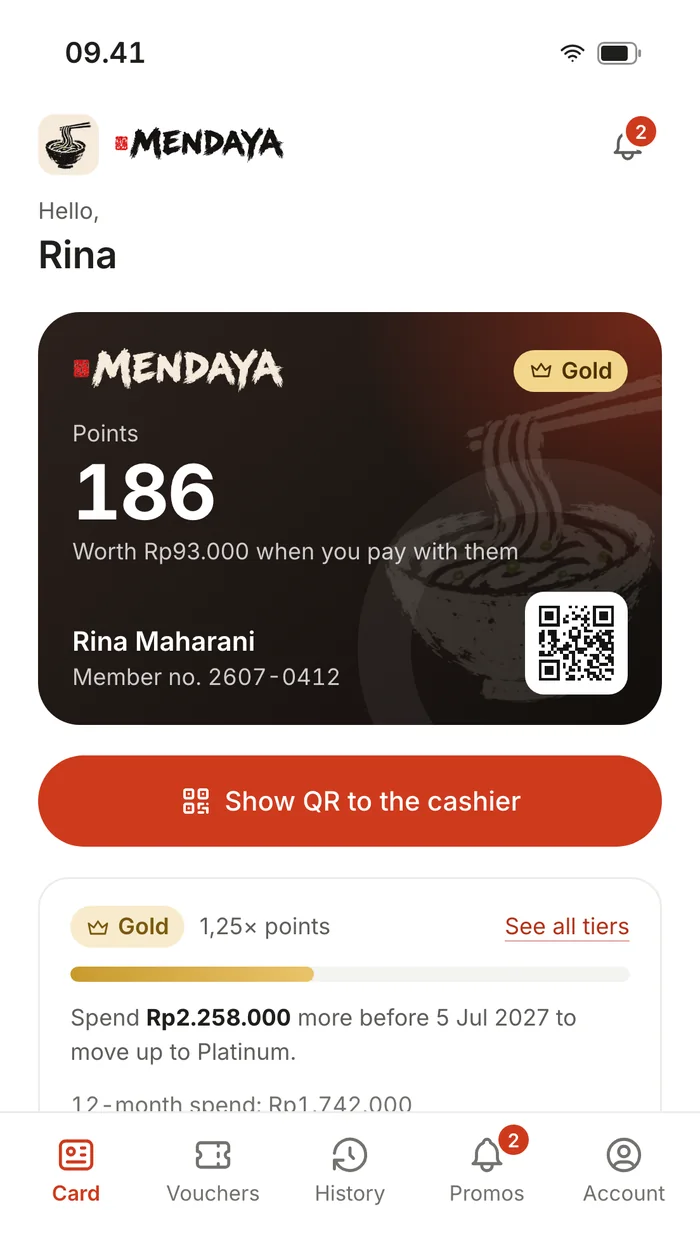 09.41
MENDAYA
2
Hello,
Rina
MENDAYA
Gold
Points
186
Worth Rp93.000 when you pay with them
Rina Maharani
Member no. 2607-0412
Show QR to the cashier
Gold
1,25× points
See all tiers
Spend Rp2.258.000 more before 5 Jul 2027 to
move up to Platinum.
12-month spend: Rp1.742.000
2
Card
Vouchers
History
Promos
Account